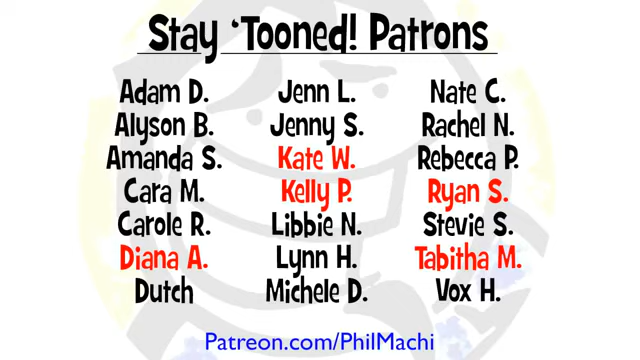 Stay ‘Tooned! Patrons
Adam D.
Alyson B.
Amanda S.
Cara M.
Carole R.
Diana A.
Dutch
Jenn L.
Jenny S.
Kate W.
Kelly P.
Libbie N.
Lynn H.
Michele D.
Nate C.
Rachel N.
Rebecca P.
Ryan S.
Stevie S.
Tabitha M.
Vox H.
Patreon.com/PhilMachi